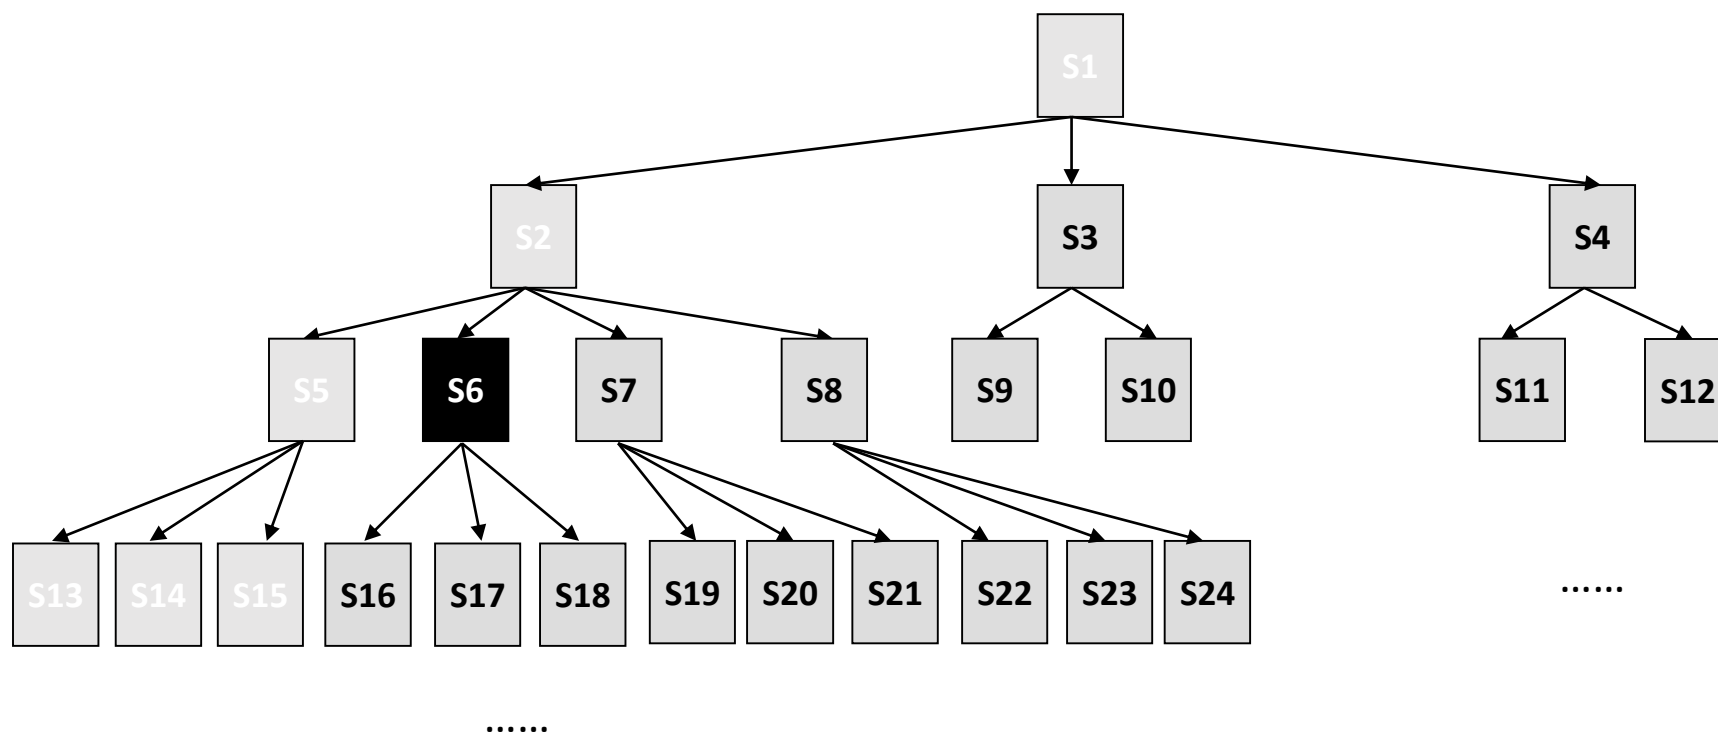 S1
S2 S3 S4
S5 S6 S7 S8 S9 S10 S11 S12
S13 S14 S15 S16 S17 S18 S19 S20 S21 S22 S23 S24 ......
......